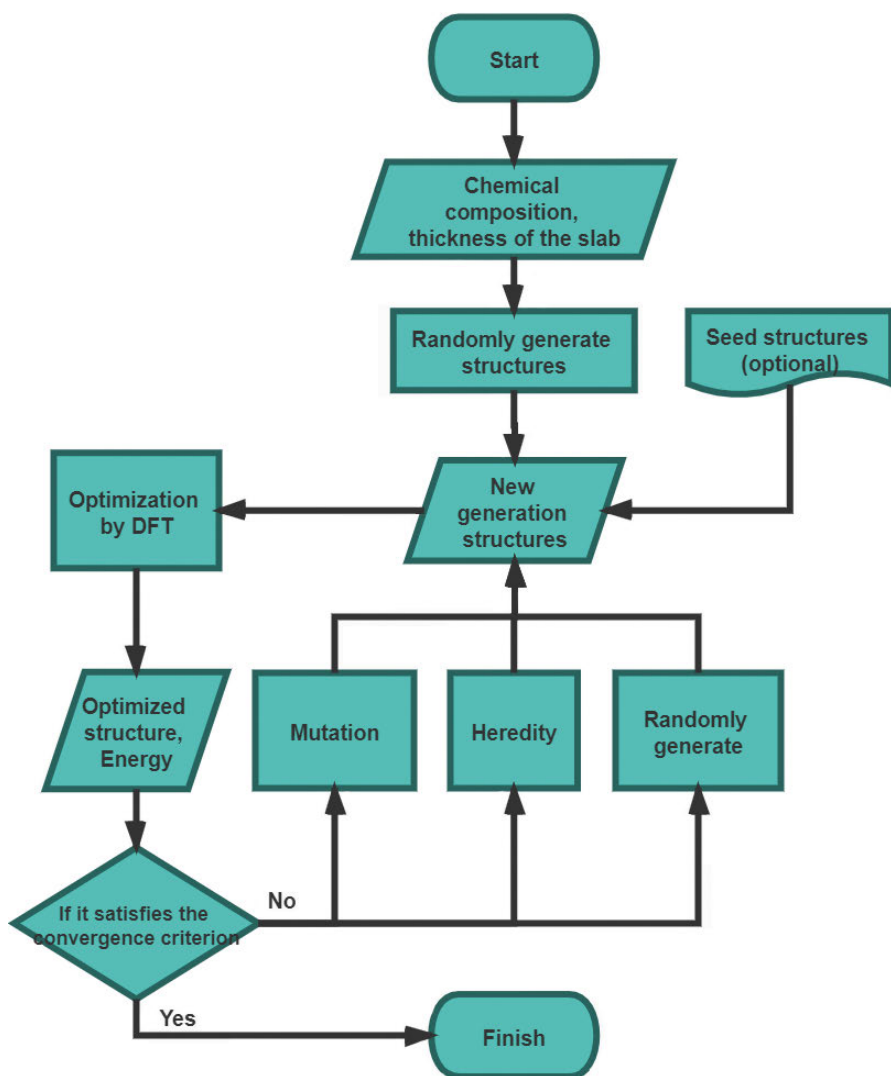 Start
Chemical
composition,
thickness of the slab
Randomly generate
structures
Seed structures
(optional)
New
generation
structures
Optimization
by DFT
Optimized
structure,
Energy
Mutation
Heredity
Randomly
generate
If it satisfies the
convergence criterion
No
Yes
Finish